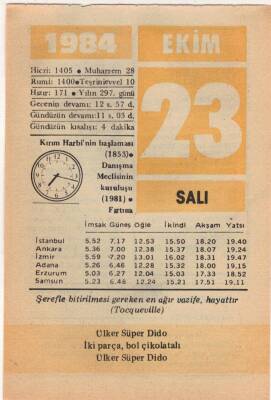 1984
EKİM
Hicri: 1405 • Muharrem 28
Rumi: 1400•Teşrinievvel 10
Hızır: 171 • Yılın 297. günü
Gecenin devamı: 12 s. 57 d.
Gündüzün devamı: 11 s. 03 d.
Gündüzün kısalışı: 4 dakika
23
Kırım Harbi'nin başlaması
(1853)•
Danışma
Meclisinin
kuruluşu
(1981) •
Fırtına
SALI
İmsak Güneş Öğle İkindi Akşam Yatsı
İstanbul 5.52 7.17 12.53 15.50 18.20 19.40
Ankara 5.36 7.00 12.38 15.37 18.07 19.24
İzmir 5.59 7.20 13.01 16.02 18.31 19.47
Adana 5.26 6.46 12.28 15.32 18.00 19.15
Erzurum 5.03 6.27 12.04 15.03 17.33 18.52
Samsun 5.23 6.46 12.24 15.21 17.51 19.11
Şerefle bitirilmesi gereken en ağır vazife, hayattır
(Tocqueville)
Ülker Süper Dido
İki parça, bol çikolatalı
Ülker Süper Dido